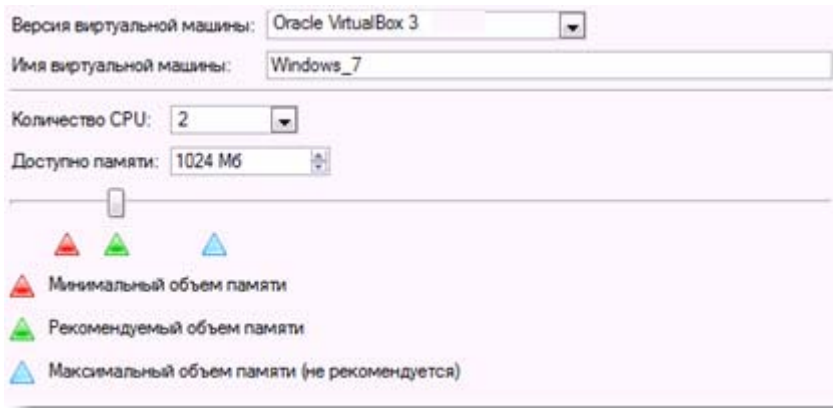 Версия виртуальной машины: Oracle VirtualBox 3
Имя виртуальной машины: Windows_7
Количество CPU: 2
Доступно памяти: 1024 Мб
Минимальный объем памяти
Рекомендуемый объем памяти
Максимальный объем памяти (не рекомендуется)